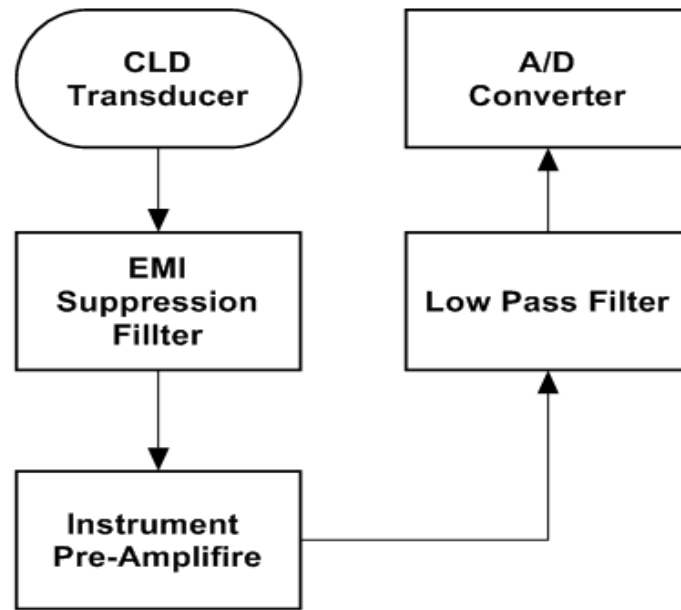 CLD
Transducer
EMI
Suppression
Fillter
Instrument
Pre-Amplifire
Low Pass Filter
A/D
Converter